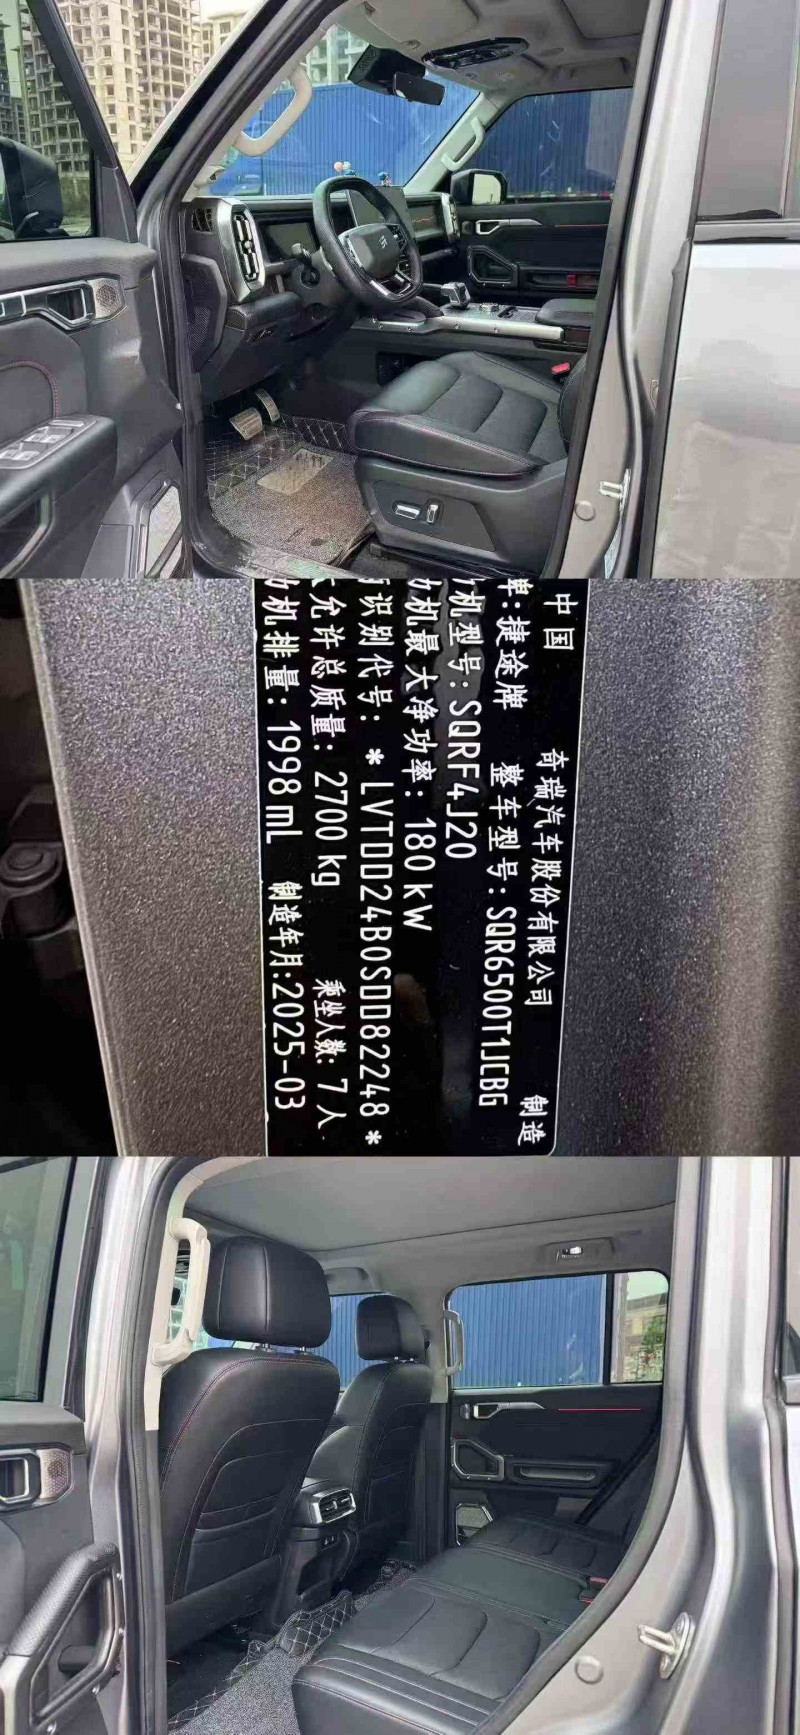 中国 奇瑞汽车股份有限公司 制造
牌:捷途牌 整车型号:SQR6500T1JCBG
机型号:SQRF4J20
机最大净功率:180 kW
识别代号: * LVTDD24B0SDD82248 *
允许总质量: 2700 kg 乘坐人数: 7 人
机排量: 1998 mL 制造年月:2025-03